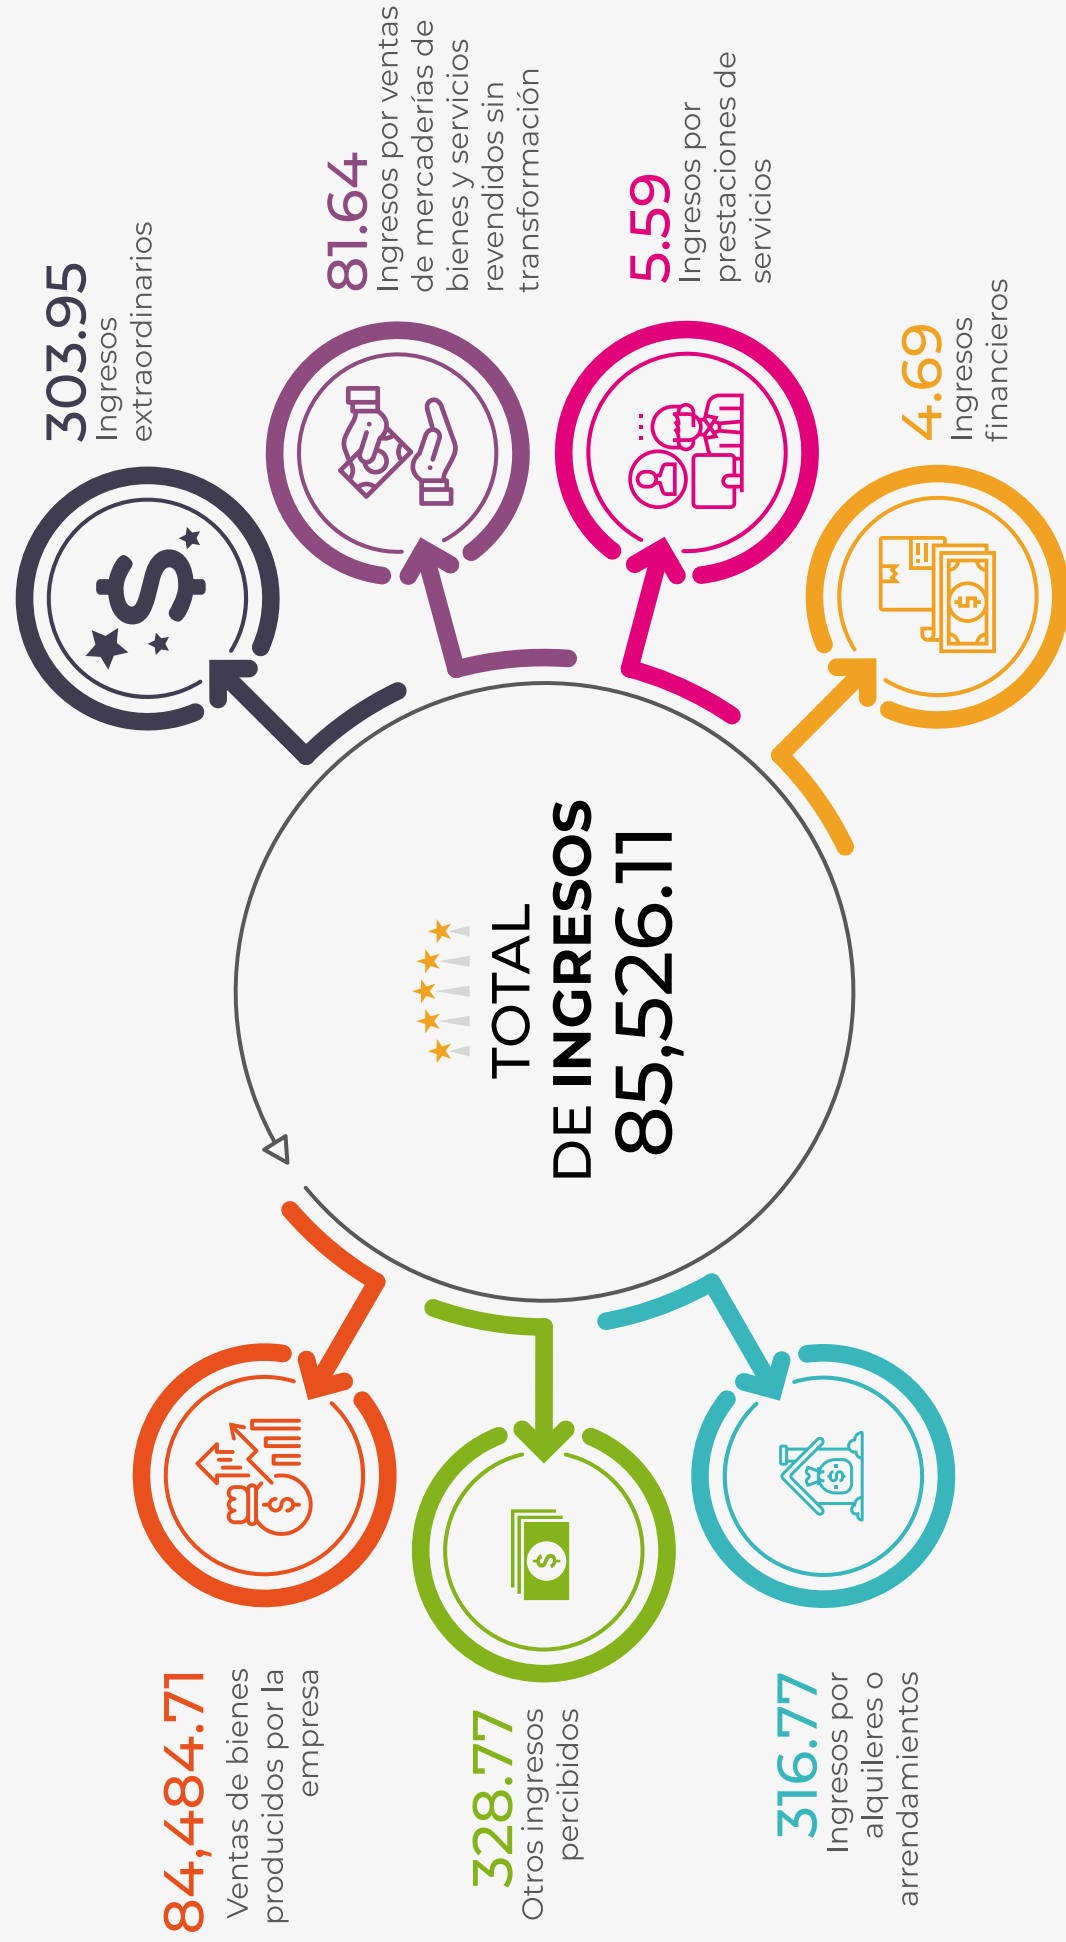 84,484.71
Ventas de bienes
producidos por la
empresa
328.77
Otros ingresos
percibidos
316.77
Ingresos por
alquileres o
arrendamientos
TOTAL
DE INGRESOS
85,526.11
303.95
Ingresos
extraordinarios
81.64
Ingresos por ventas
de mercaderías de
bienes y servicios
revendidos sin
transformación
5.59
Ingresos por
prestaciones de
servicios
4.69
Ingresos
financieros